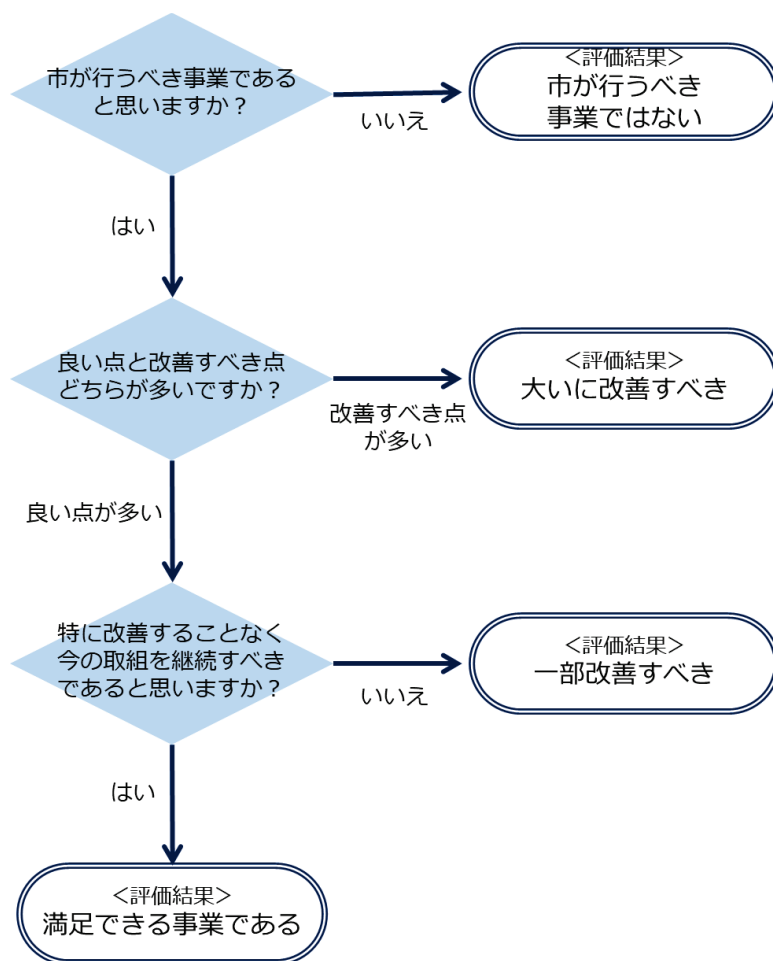 市が行うべき事業である
と思いますか？
いいえ
＜評価結果＞
市が行うべき
事業ではない
はい
良い点と改善すべき点
どちらが多いですか？
改善すべき点
が多い
＜評価結果＞
大いに改善すべき
良い点が多い
特に改善することなく
今の取組を継続すべき
であると思いますか？
いいえ
＜評価結果＞
一部改善すべき
はい
＜評価結果＞
満足できる事業である